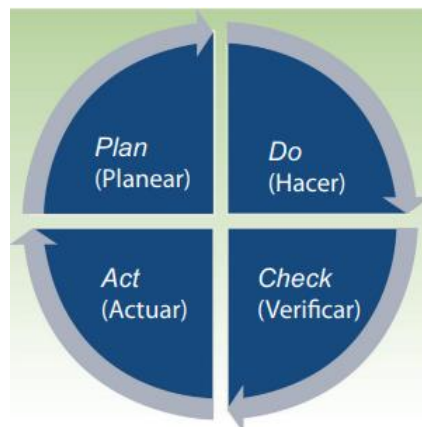 Plan
(Planear)
Do
(Hacer)
Act
(Actuar)
Check
(Verificar)